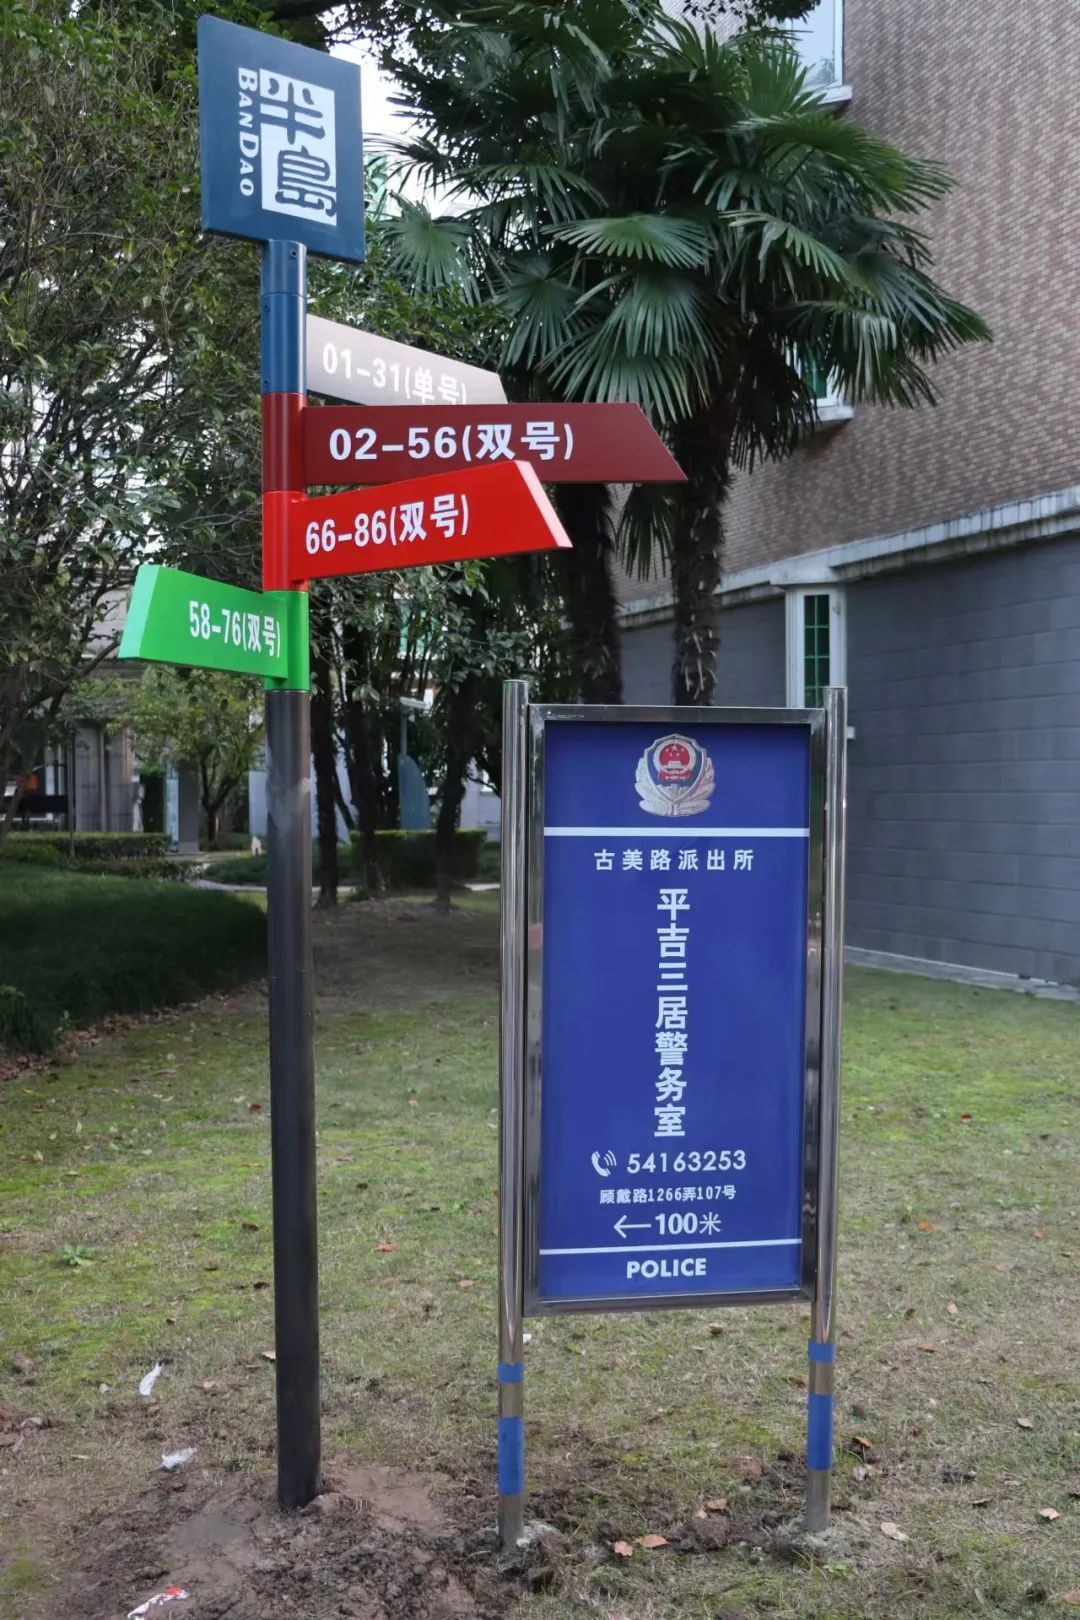 半島
BANDAO
01-31(单号)
02-56(双号)
66-86(双号)
58-76(双号)
古美路派出所
平吉三居警务室
54163253
顾戴路1266弄107号
←100米
POLICE